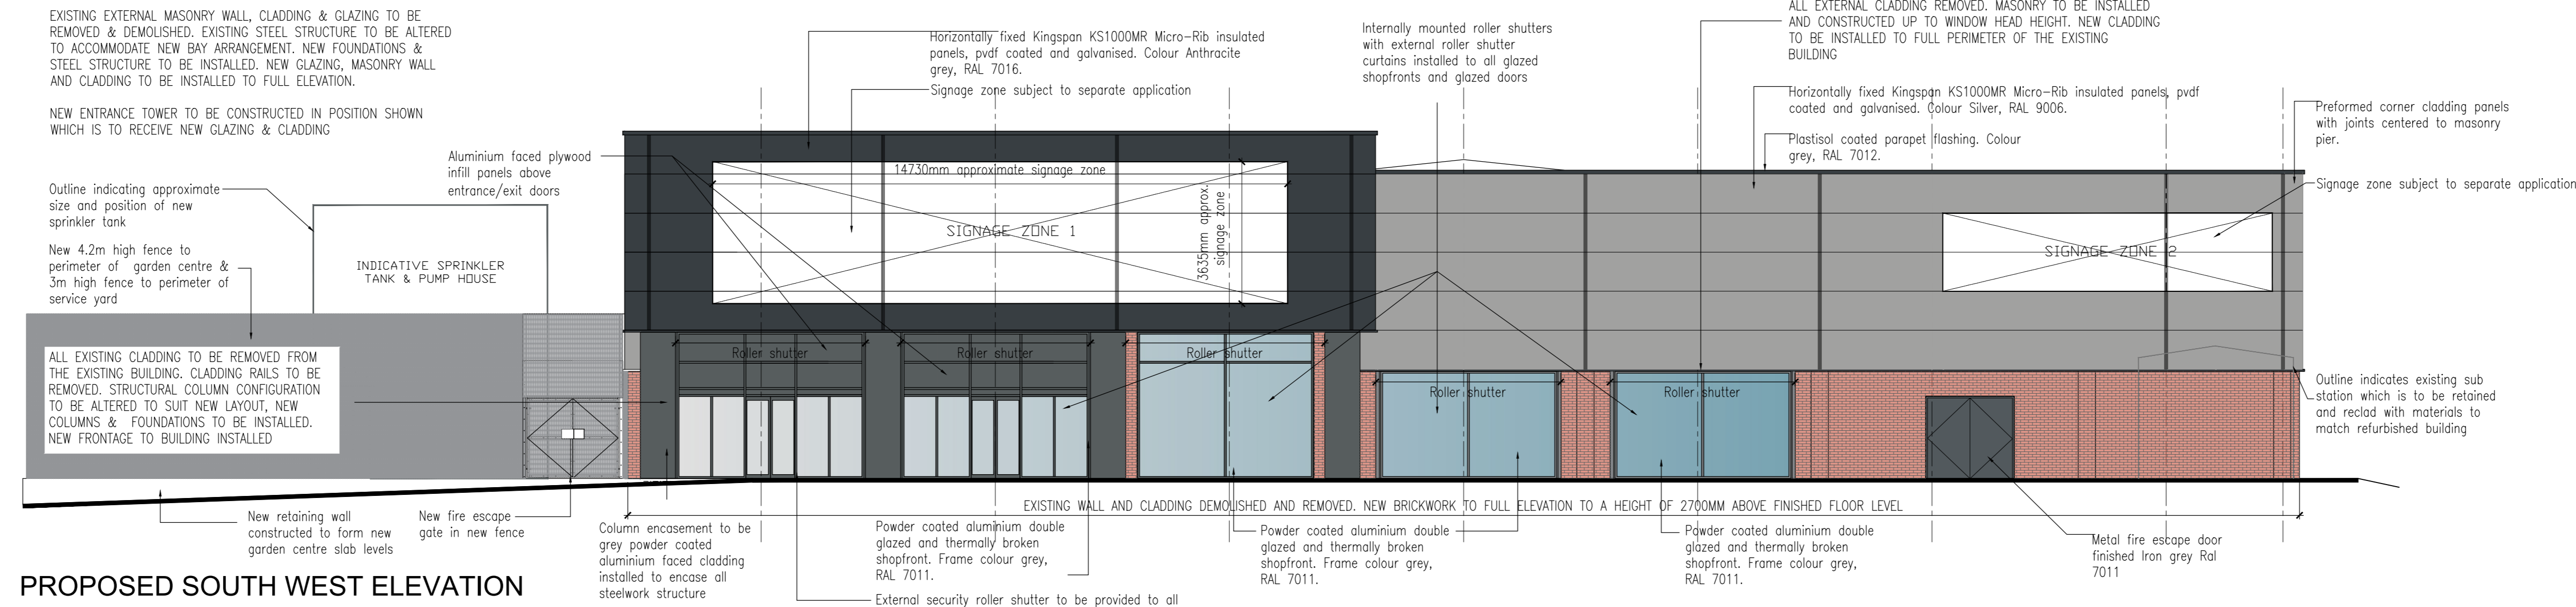 EXISTING EXTERNAL MASONRY WALL, CLADDING & GLAZING TO BE
REMOVED & DEMOLISHED. EXISTING STEEL STRUCTURE TO BE ALTERED
TO ACCOMMODATE NEW BAY ARRANGEMENT. NEW FOUNDATIONS &
STEEL STRUCTURE TO BE INSTALLED. NEW GLAZING, MASONRY WALL
AND CLADDING TO BE INSTALLED TO FULL ELEVATION.
NEW ENTRANCE TOWER TO BE CONSTRUCTED IN POSITION SHOWN
WHICH IS TO RECEIVE NEW GLAZING & CLADDING
Horizontally fixed Kingspan KS1000MR Micro-Rib insulated
panels, pvdf coated and galvanised. Colour Anthracite
grey, RAL 7016.
Signage zone subject to separate application
Internally mounted roller shutters
with external roller shutter
curtains installed to all glazed
shopfronts and glazed doors
ALL EXTERNAL CLADDING REMOVED. MASONRY TO BE INSTALLED
AND CONSTRUCTED UP TO WINDOW HEAD HEIGHT. NEW CLADDING
TO BE INSTALLED TO FULL PERIMETER OF THE EXISTING
BUILDING
Horizontally fixed Kingspan KS1000MR Micro-Rib insulated panels, pvdf
coated and galvanised. Colour Silver, RAL 9006.
Plastisol coated parapet flashing. Colour
grey, RAL 7012.
Preformed corner cladding panels
with joints centered to masonry
pier.
Signage zone subject to separate application
Aluminium faced plywood
infill panels above
entrance/exit doors
Outline indicating approximate
size and position of new
sprinkler tank
New 4.2m high fence to
perimeter of garden centre &
3m high fence to perimeter of
service yard
INDICATIVE SPRINKLER
TANK & PUMP HOUSE
14730mm approximate signage zone
3635mm approx.
signage zone
SIGNAGE ZONE 1
SIGNAGE ZONE 2
ALL EXISTING CLADDING TO BE REMOVED FROM
THE EXISTING BUILDING. CLADDING RAILS TO BE
REMOVED. STRUCTURAL COLUMN CONFIGURATION
TO BE ALTERED TO SUIT NEW LAYOUT, NEW
COLUMNS & FOUNDATIONS TO BE INSTALLED.
NEW FRONTAGE TO BUILDING INSTALLED
Roller shutter
Roller shutter
Roller shutter
Roller shutter
Roller shutter
Outline indicates existing sub
station which is to be retained
and reclad with materials to
match refurbished building
EXISTING WALL AND CLADDING DEMOLISHED AND REMOVED. NEW BRICKWORK TO FULL ELEVATION TO A HEIGHT OF 2700MM ABOVE FINISHED FLOOR LEVEL
New retaining wall
constructed to form new
garden centre slab levels
New fire escape
gate in new fence
Column encasement to be
grey powder coated
aluminium faced cladding
installed to encase all
steelwork structure
Powder coated aluminium double
glazed and thermally broken
shopfront. Frame colour grey,
RAL 7011.
Powder coated aluminium double
glazed and thermally broken
shopfront. Frame colour grey,
RAL 7011.
Powder coated aluminium double
glazed and thermally broken
shopfront. Frame colour grey,
RAL 7011.
Metal fire escape door
finished Iron grey Ral
7011
External security roller shutter to be provided to all
PROPOSED SOUTH WEST ELEVATION